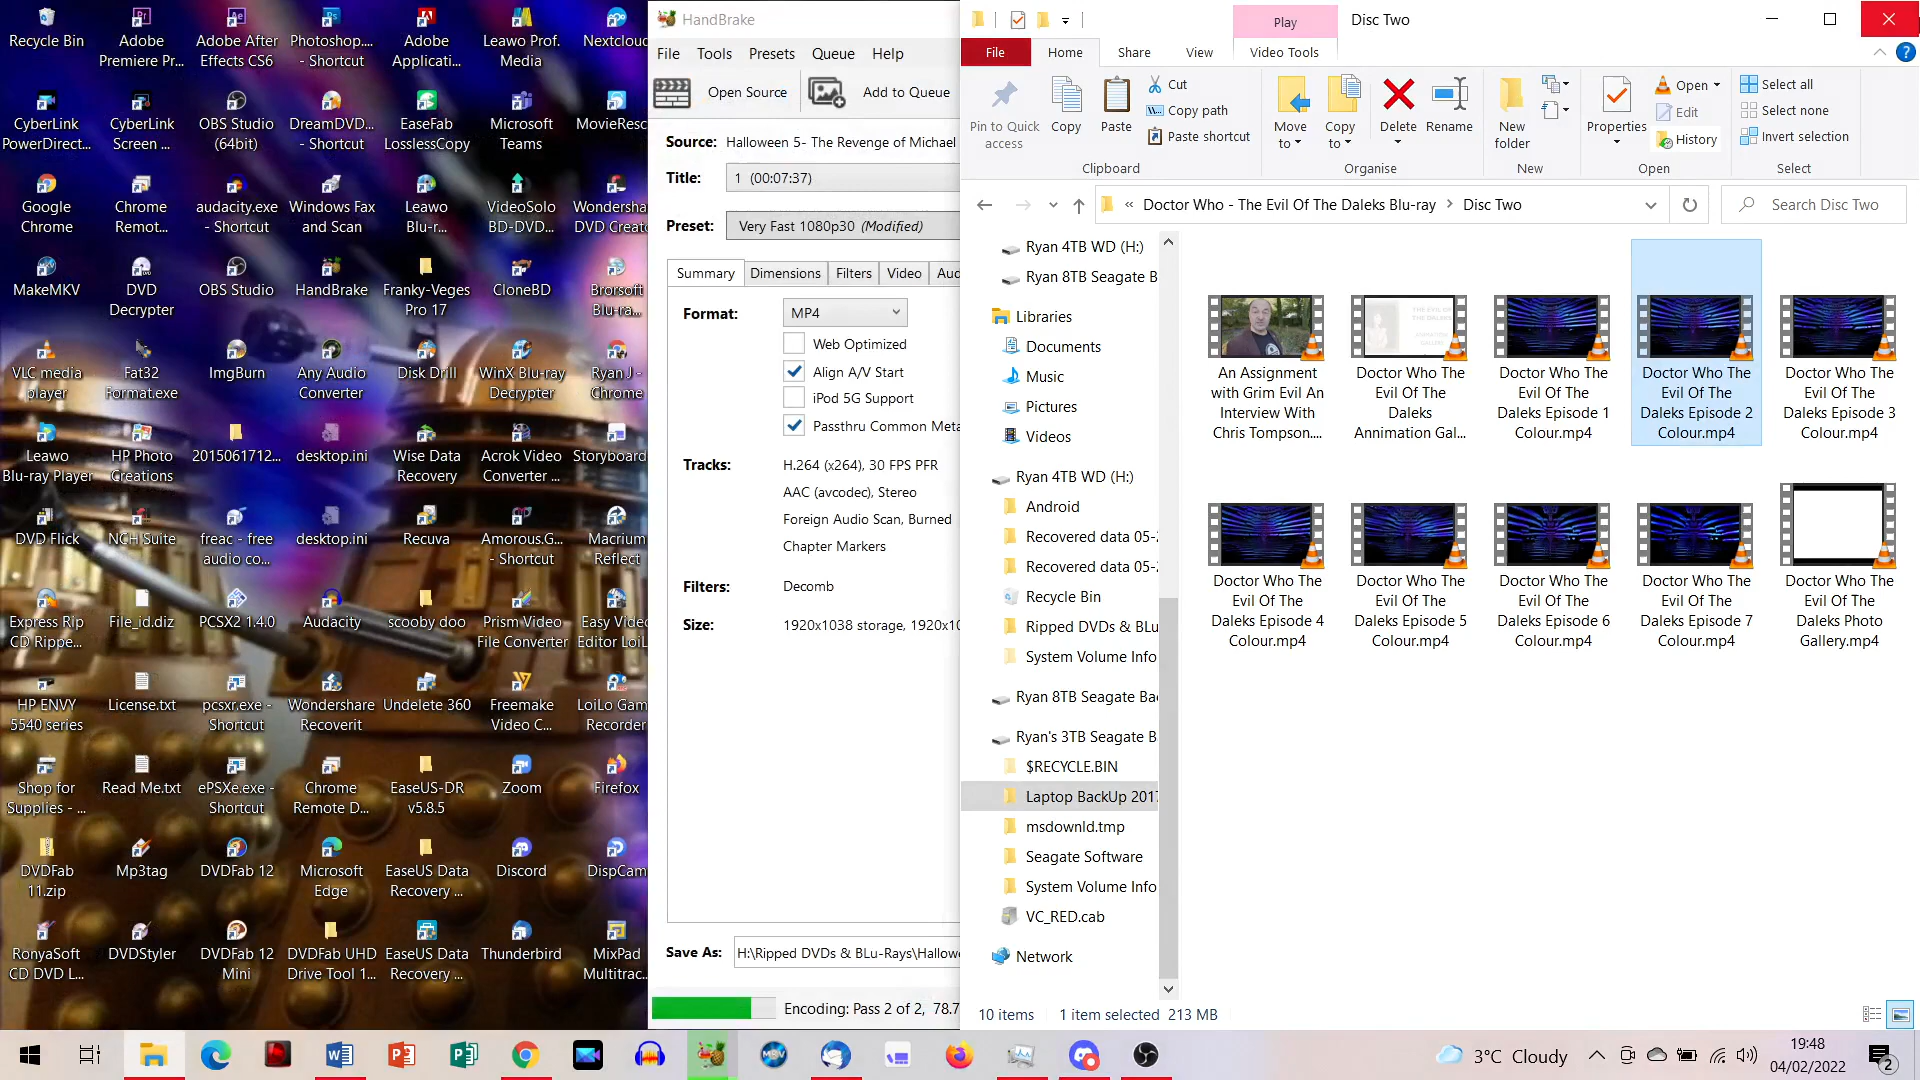 Recycle Bin
Adobe
Premiere Pr...
Adobe After
Effects CS6
Photoshop....
- Shortcut
Adobe
Applicati...
Leawo Prof.
Media
Nextcloud
CyberLink
PowerDirect...
CyberLink
Screen ...
OBS Studio
(64bit)
DreamDVD...
- Shortcut
EaseFab
LosslessCopy
Microsoft
Teams
MovieResc
Google
Chrome
Chrome
Remot...
audacity.exe
- Shortcut
Windows Fax
and Scan
Leawo
Blu-r...
VideoSolo
BD-DVD...
Wondersha
DVD Creato
MakeMKV
DVD
Decrypter
OBS Studio
HandBrake
Franky-Veges
Pro 17
CloneBD
Brorsoft
Blu-ra...
VLC media
player
Fat32
Format.exe
ImgBurn
Any Audio
Converter
Disk Drill
WinX Blu-ray
Decrypter
Ryan J -
Chrome
Leawo
Blu-ray Player
HP Photo
Creations
2015061712...
desktop.ini
Wise Data
Recovery
Acrok Video
Converter ...
Storyboard
DVD Flick
NCH Suite
freac - free
audio co...
desktop.ini
Recuva
Amorous.G...
- Shortcut
Macrium
Reflect
Express Rip
CD Rippe...
File_id.diz
PCSX2 1.4.0
Audacity
scooby doo
Prism Video
File Converter
Easy Video
Editor LoiL
HP ENVY
5540 series
License.txt
pcsxr.exe -
Shortcut
Wondershare
Recoverit
Undelete 360
Freemake
Video C...
LoiLo Gam
Recorder
Shop for
Supplies - ...
Read Me.txt
ePSXe.exe -
Shortcut
Chrome
Remote D...
EaseUS-DR
v5.8.5
Zoom
Firefox
DVDFab
11.zip
Mp3tag
DVDFab 12
Microsoft
Edge
EaseUS Data
Recovery ...
Discord
DispCam
RonyaSoft
CD DVD L...
DVDStyler
DVDFab 12
Mini
DVDFab UHD
Drive Tool 1...
EaseUS Data
Recovery ...
Thunderbird
MixPad
Multitrac...
HandBrake
File Tools Presets Queue Help
Open Source Add to Queue
Source: Halloween 5- The Revenge of Michael
Title: 1 (00:07:37)
Preset: Very Fast 1080p30 (Modified)
Summary Dimensions Filters Video Aud
Format: MP4
Web Optimized
Align A/V Start
iPod 5G Support
Passthru Common Meta
Tracks: H.264 (x264), 30 FPS PFR
AAC (avcodec), Stereo
Foreign Audio Scan, Burned
Chapter Markers
Filters: Decomb
Size: 1920x1038 storage, 1920x10
Save As: H:\Ripped DVDs & BLu-Rays\Hallowe
Encoding: Pass 2 of 2, 78.7
Play
Disc Two
File Home Share View Video Tools
Pin to Quick
access
Copy
Paste
Cut
Copy path
Paste shortcut
Clipboard
Move
to
Copy
to
Delete
Rename
Organise
New
folder
New
Properties
Open
Edit
History
Open
Select all
Select none
Invert selection
Select
« Doctor Who - The Evil Of The Daleks Blu-ray > Disc Two
Search Disc Two
Ryan 4TB WD (H:)
Ryan 8TB Seagate B
Libraries
Documents
Music
Pictures
Videos
Ryan 4TB WD (H:)
Android
Recovered data 05-2
Recovered data 05-2
Recycle Bin
Ripped DVDs & BLu
System Volume Info
Ryan 8TB Seagate Bac
Ryan's 3TB Seagate B
$RECYCLE.BIN
Laptop BackUp 2017
msdownld.tmp
Seagate Software
System Volume Info
VC_RED.cab
Network
An Assignment
with Grim Evil An
Interview With
Chris Tompson....
Doctor Who The
Evil Of The
Daleks
Annimation Gal...
Doctor Who The
Evil Of The
Daleks Episode 1
Colour.mp4
Doctor Who The
Evil Of The
Daleks Episode 2
Colour.mp4
Doctor Who The
Evil Of The
Daleks Episode 3
Colour.mp4
Doctor Who The
Evil Of The
Daleks Episode 4
Colour.mp4
Doctor Who The
Evil Of The
Daleks Episode 5
Colour.mp4
Doctor Who The
Evil Of The
Daleks Episode 6
Colour.mp4
Doctor Who The
Evil Of The
Daleks Episode 7
Colour.mp4
Doctor Who The
Evil Of The
Daleks Photo
Gallery.mp4
10 items 1 item selected 213 MB
3°C Cloudy
19:48
04/02/2022
2